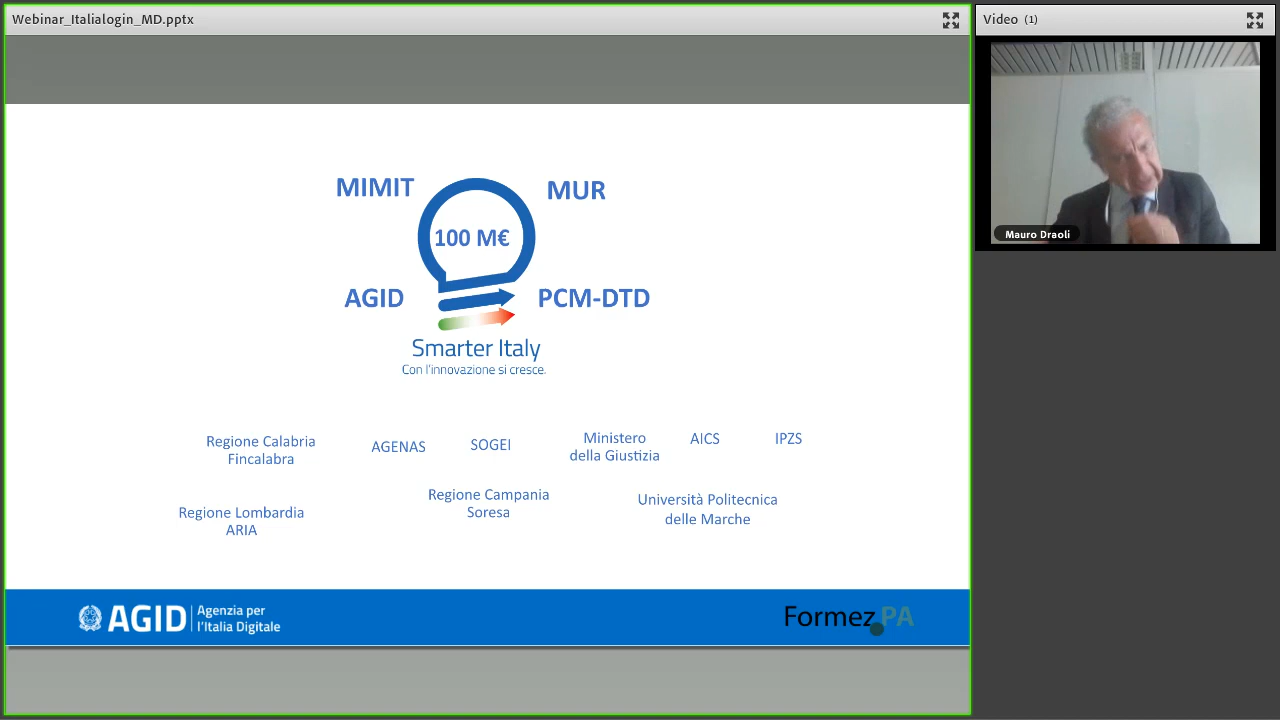 Webinar_Italialogin_MD.pptx
Video (1)
Mauro Draoli
MIMIT
MUR
100 M€
AGID
PCM-DTD
Smarter Italy
Con l'innovazione si cresce.
Regione Calabria
Fincalabra
AGENAS
SOGEI
Ministero
della Giustizia
AICS
IPZS
Regione Lombardia
ARIA
Regione Campania
Soresa
Università Politecnica
delle Marche
AGID
Agenzia per
l'Italia Digitale
Formez PA